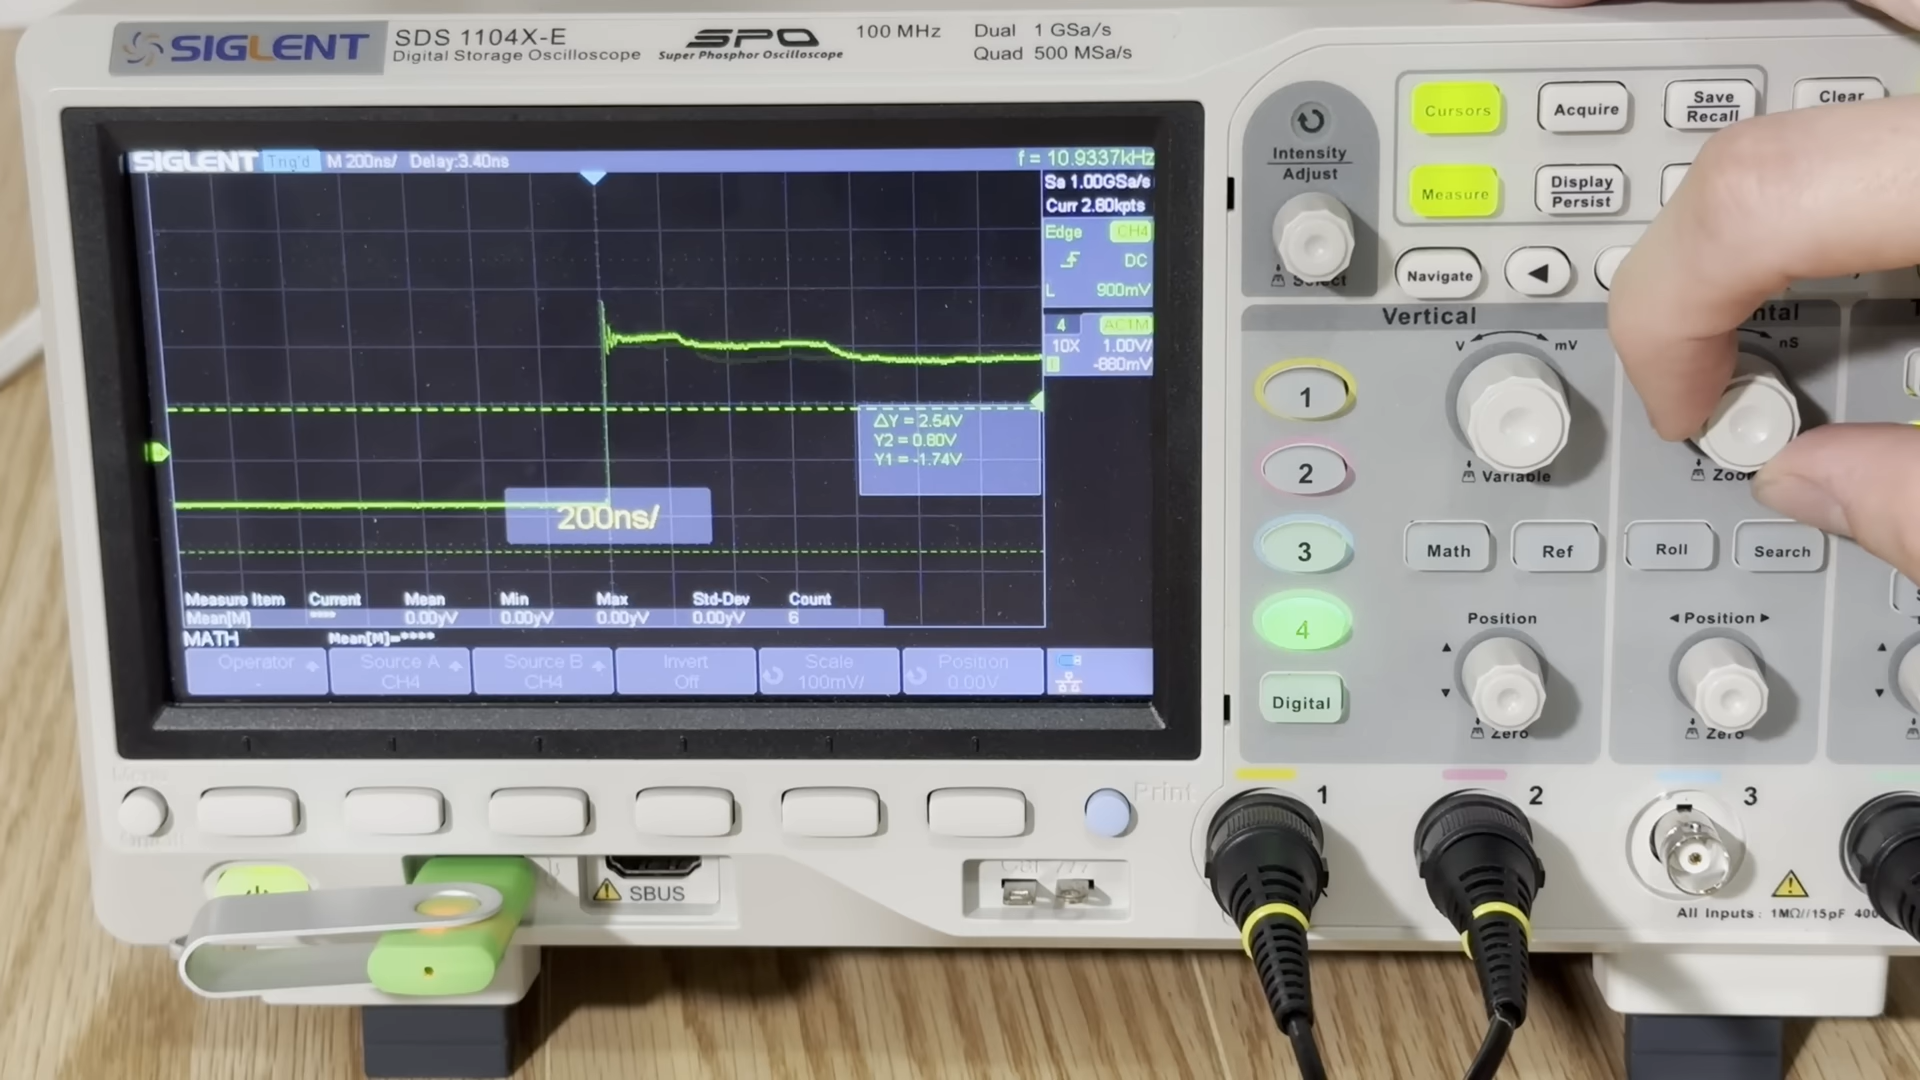 SIGLENT SDS 1104X-E
Digital Storage Oscilloscope
SPO
Super Phosphor Oscilloscope
100 MHz
Dual 1 GSa/s
Quad 500 MSa/s
SIGLENT Trig'd M 200ns/ Delay:3.40ns f = 10.9337kHz
Sa 1.00GSa/s
Curr 2.80kpts
Edge CH4
DC
L 900mV
4 AC1M
10X 1.00V/
-880mV
ΔY = 2.54V
Y2 = 0.80V
Y1 = -1.74V
200ns/
Measure Item Current Mean Min Max Std-Dev Count
Mean[M] **** 0.00yV 0.00yV 0.00yV 0.00yV 6
MATH Mean[M]=****
Operator Source A Source B Invert Scale Position
- CH4 CH4 Off 100mV/ 0.00V
Intensity
Adjust
Select
Cursors
Acquire
Save
Recall
Clear
Measure
Display
Persist
Navigate
Vertical
V mV
nS
Variable
1
2
3
4
Digital
Math
Ref
Roll
Search
Position
Zero
Position
Zero
Print
SBUS
1
2
3
All Inputs: 1MΩ//15pF